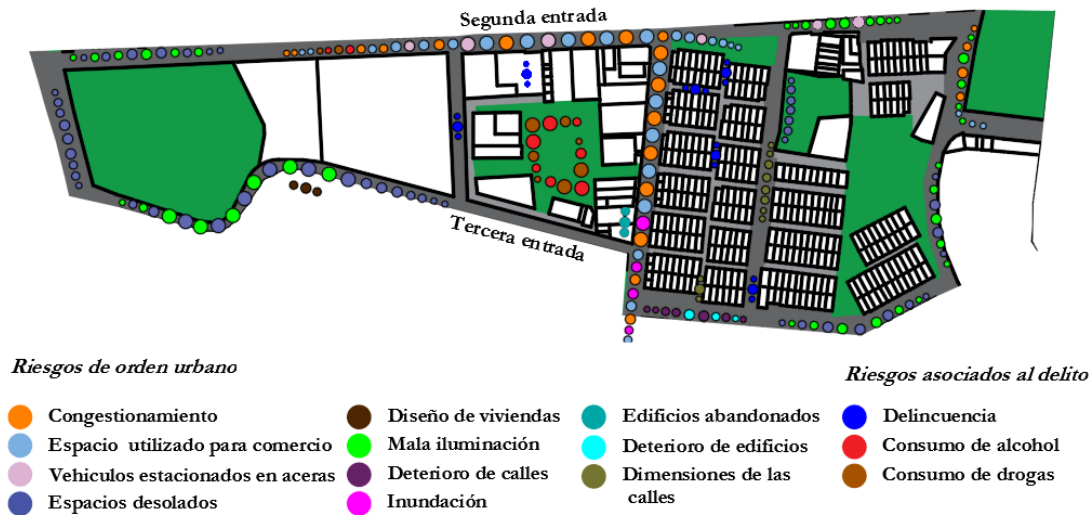 Segunda entrada
Tercera entrada
Riesgos de orden urbano
Riesgos asociados al delito
Congestionamiento
Espacio utilizado para comercio
Vehiculos estacionados en aceras
Espacios desolados
Diseño de viviendas
Mala iluminación
Deterioro de calles
Inundación
Edificios abandonados
Deterioro de edificios
Dimensiones de las
calles
Delincuencia
Consumo de alcohol
Consumo de drogas